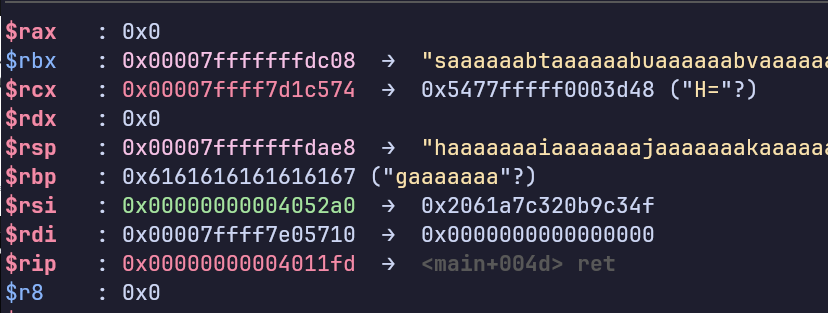 $rax   : 0x0
$rbx   : 0x00007fffffffdc08  →  "saaaaaabtaaaaaabuaaaaaabvaaaaaa
$rcx   : 0x00007ffff7d1c574  →  0x5477fffff0003d48 ("H="?)
$rdx   : 0x0
$rsp   : 0x00007fffffffdae8  →  "haaaaaaaiaaaaaaajaaaaaaakaaaaaa
$rbp   : 0x6161616161616167 ("gaaaaaaa"?)
$rsi   : 0x00000000004052a0  →  0x2061a7c320b9c34f
$rdi   : 0x00007ffff7e05710  →  0x0000000000000000
$rip   : 0x00000000004011fd  →  <main+004d> ret
$r8    : 0x0